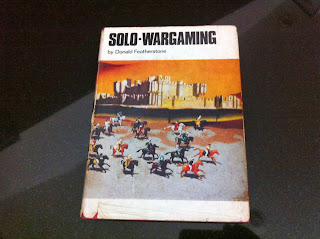 SOLO-WARGAMING
by Donald Featherstone